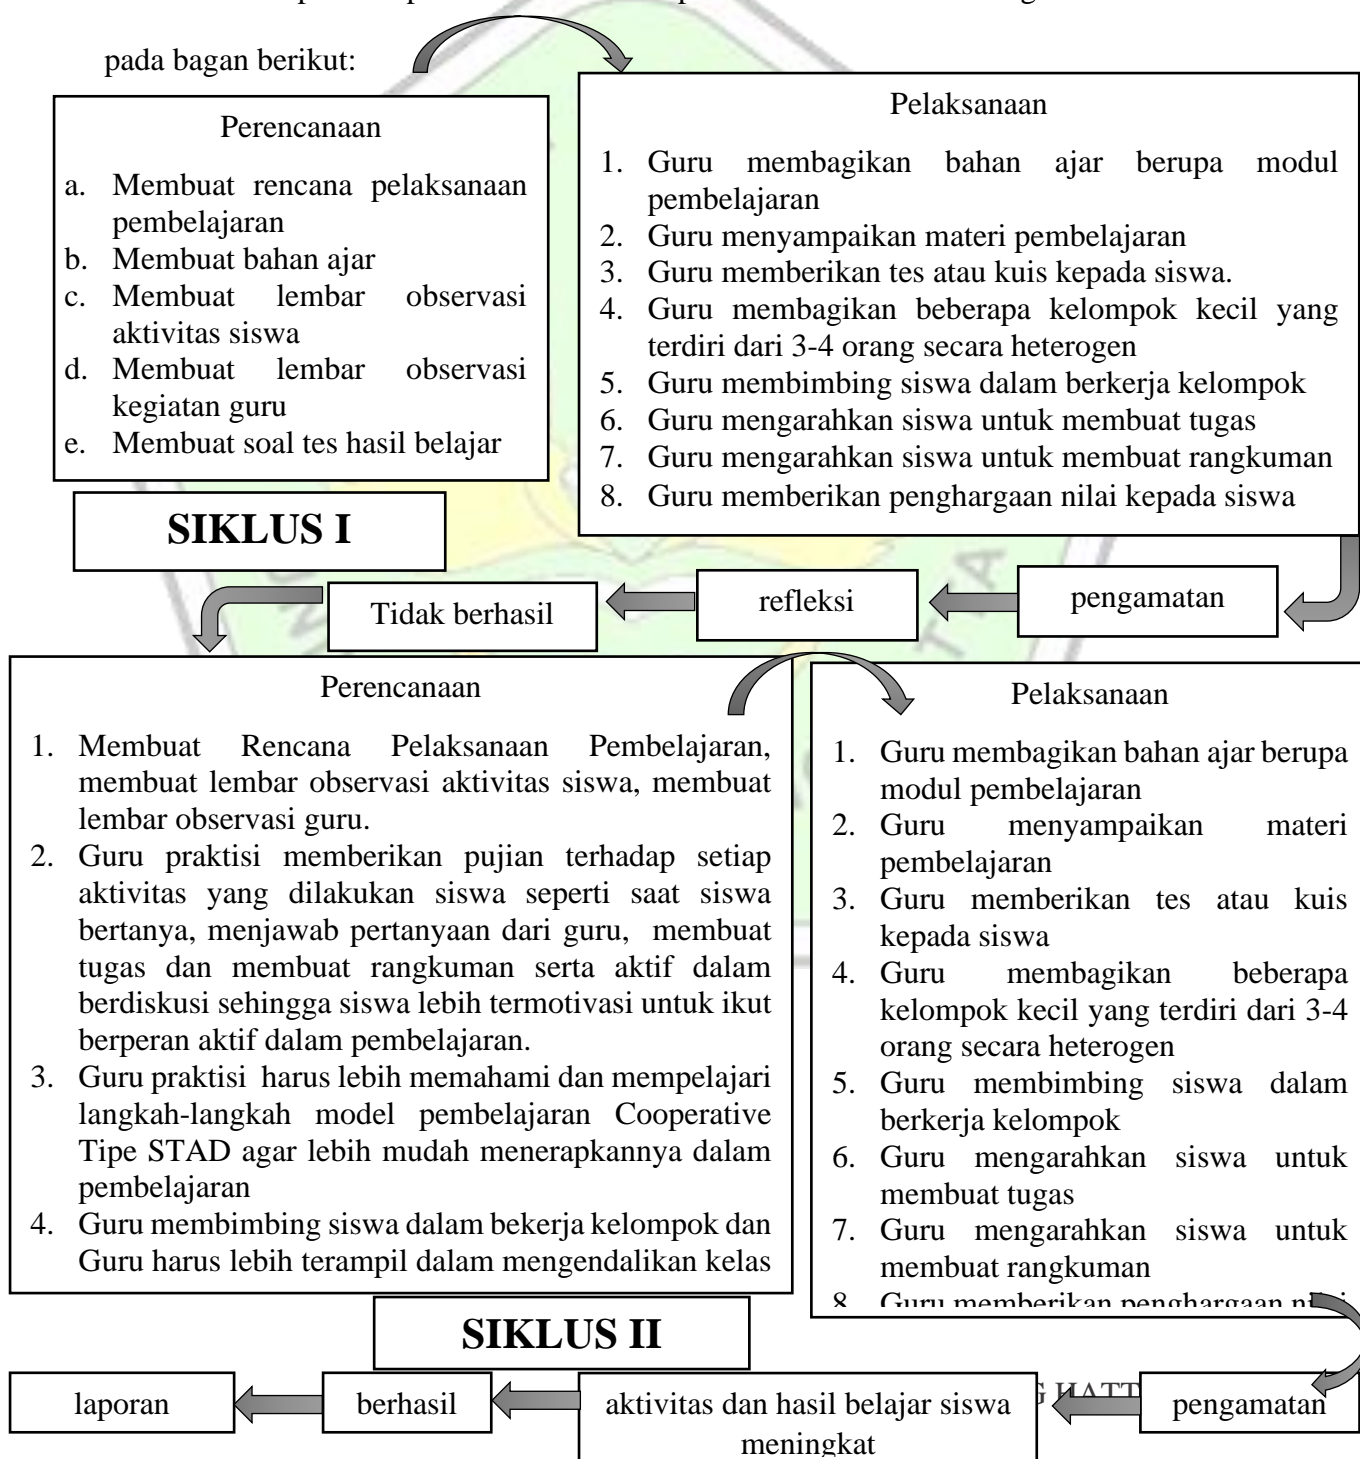 pada bagan berikut:
Perencanaan
a. Membuat rencana pelaksanaan
pembelajaran
b. Membuat bahan ajar
c. Membuat lembar observasi
aktivitas siswa
d. Membuat lembar observasi
kegiatan guru
e. Membuat soal tes hasil belajar
Pelaksanaan
1. Guru membagikan bahan ajar berupa modul
pembelajaran
2. Guru menyampaikan materi pembelajaran
3. Guru memberikan tes atau kuis kepada siswa.
4. Guru membagikan beberapa kelompok kecil yang
terdiri dari 3-4 orang secara heterogen
5. Guru membimbing siswa dalam berkerja kelompok
6. Guru mengarahkan siswa untuk membuat tugas
7. Guru mengarahkan siswa untuk membuat rangkuman
8. Guru memberikan penghargaan nilai kepada siswa
SIKLUS I
Tidak berhasil
refleksi
pengamatan
Perencanaan
1. Membuat Rencana Pelaksanaan Pembelajaran,
membuat lembar observasi aktivitas siswa, membuat
lembar observasi guru.
2. Guru praktisi memberikan pujian terhadap setiap
aktivitas yang dilakukan siswa seperti saat siswa
bertanya, menjawab pertanyaan dari guru, membuat
tugas dan membuat rangkuman serta aktif dalam
berdiskusi sehingga siswa lebih termotivasi untuk ikut
berperan aktif dalam pembelajaran.
3. Guru praktisi harus lebih memahami dan mempelajari
langkah-langkah model pembelajaran Cooperative
Tipe STAD agar lebih mudah menerapkannya dalam
pembelajaran
4. Guru membimbing siswa dalam bekerja kelompok dan
Guru harus lebih terampil dalam mengendalikan kelas
Pelaksanaan
1. Guru membagikan bahan ajar berupa
modul pembelajaran
2. Guru menyampaikan materi
pembelajaran
3. Guru memberikan tes atau kuis
kepada siswa
4. Guru membagikan beberapa
kelompok kecil yang terdiri dari 3-4
orang secara heterogen
5. Guru membimbing siswa dalam
berkerja kelompok
6. Guru mengarahkan siswa untuk
membuat tugas
7. Guru mengarahkan siswa untuk
membuat rangkuman
8 Guru memberikan penghargaan nilai
SIKLUS II
laporan
berhasil
aktivitas dan hasil belajar siswa
meningkat
pengamatan